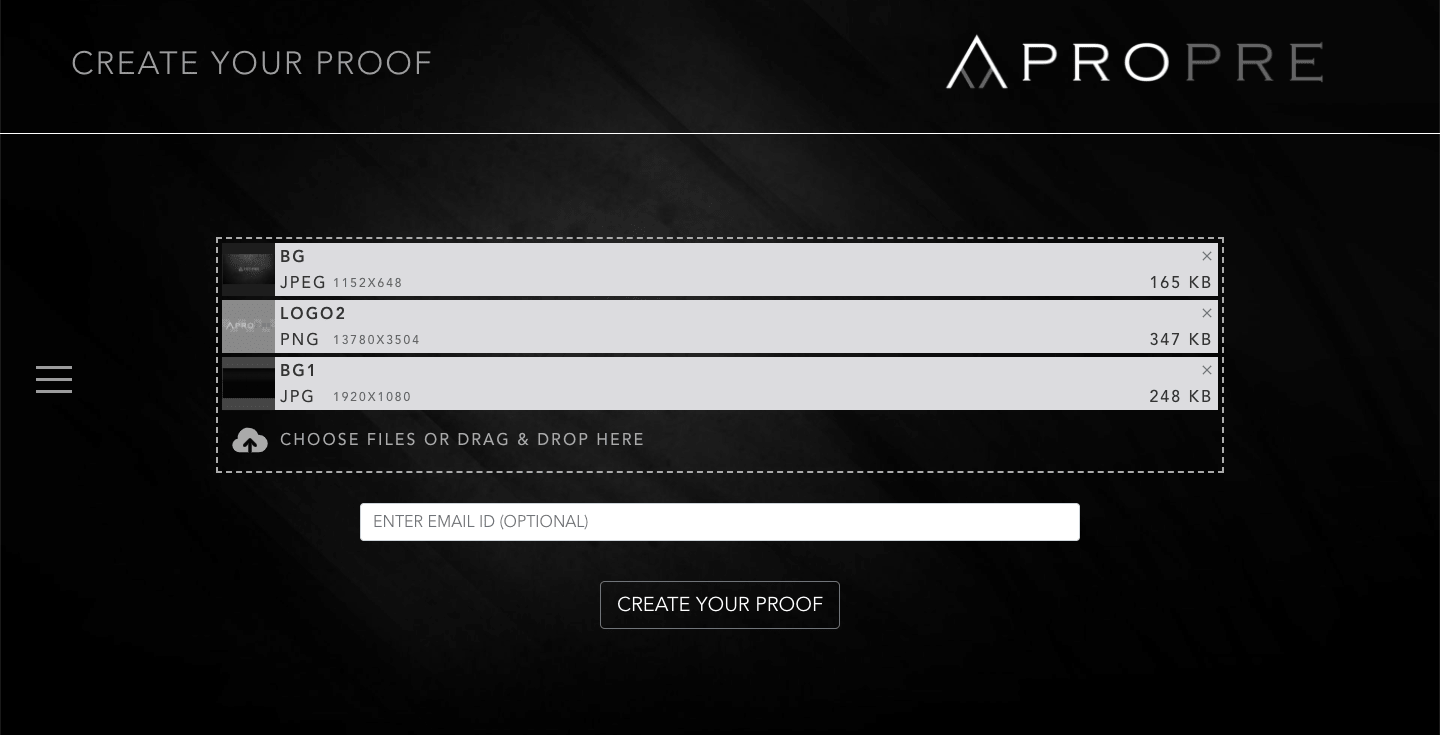 CREATE YOUR PROOF
PROPRE
BG
JPEG 1152X648
165 KB
LOGO2
PNG 13780X3504
347 KB
BG1
JPG 1920X1080
248 KB
CHOOSE FILES OR DRAG & DROP HERE
ENTER EMAIL ID (OPTIONAL)
CREATE YOUR PROOF